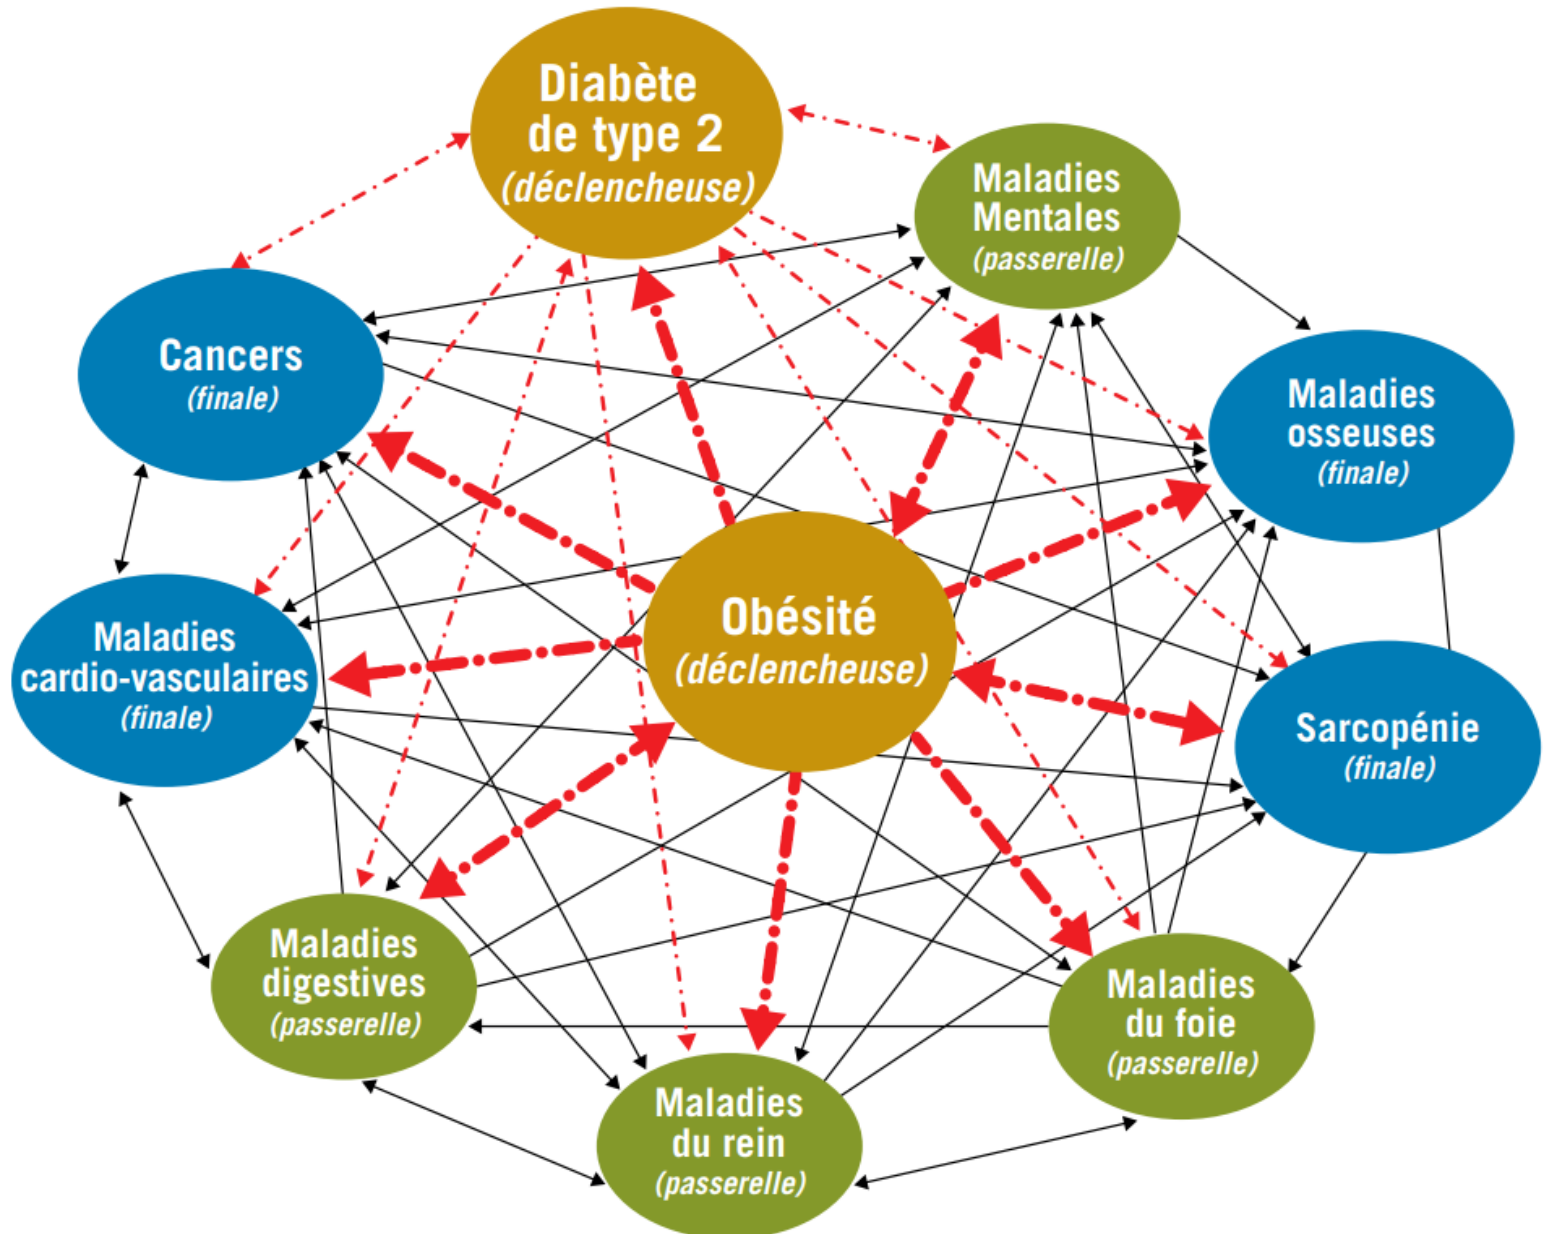 Diabète
de type 2
(déclencheuse)
Maladies
Mentales
(passerelle)
Cancers
(finale)
Maladies
osseuses
(finale)
Obésité
(déclencheuse)
Maladies
cardio-vasculaires
(finale)
Sarcopénie
(finale)
Maladies
digestives
(passerelle)
Maladies
du foie
(passerelle)
Maladies
du rein
(passerelle)